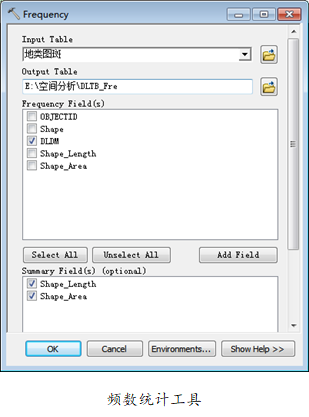 Frequency
Input Table
地类图斑
Output Table
E:\空间分析\DLTB_Fre
Frequency Field(s)
OBJECTID
Shape
DLDM
Shape_Length
Shape_Area
Select All
Unselect All
Add Field
Summary Field(s) (optional)
Shape_Length
Shape_Area
OK
Cancel
Environments...
Show Help >>
频数统计工具